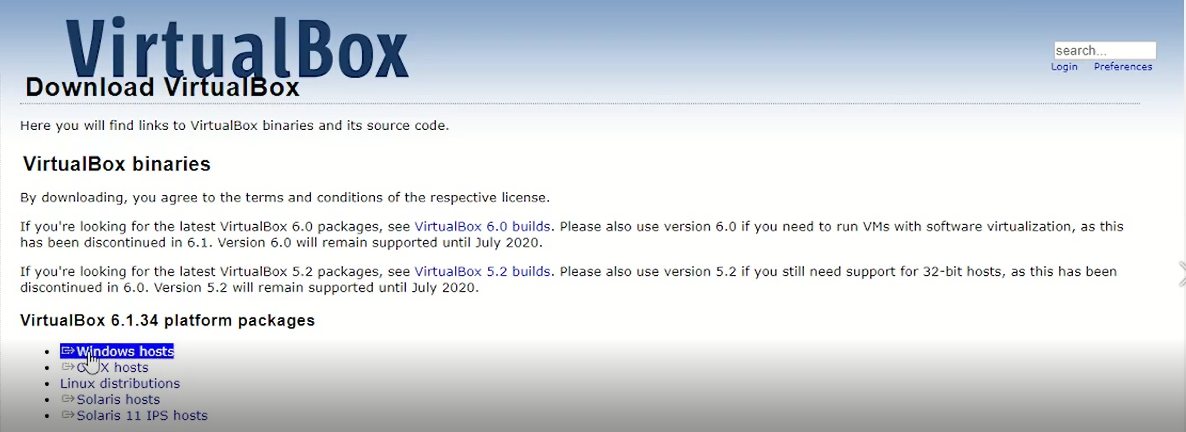 VirtualBox
search...
Login Preferences
Download VirtualBox
Here you will find links to VirtualBox binaries and its source code.
VirtualBox binaries
By downloading, you agree to the terms and conditions of the respective license.
If you're looking for the latest VirtualBox 6.0 packages, see VirtualBox 6.0 builds. Please also use version 6.0 if you need to run VMs with software virtualization, as this
has been discontinued in 6.1. Version 6.0 will remain supported until July 2020.
If you're looking for the latest VirtualBox 5.2 packages, see VirtualBox 5.2 builds. Please also use version 5.2 if you still need support for 32-bit hosts, as this has been
discontinued in 6.0. Version 5.2 will remain supported until July 2020.
VirtualBox 6.1.34 platform packages
Windows hosts
hosts
Linux distributions
Solaris hosts
Solaris 11 IPS hosts